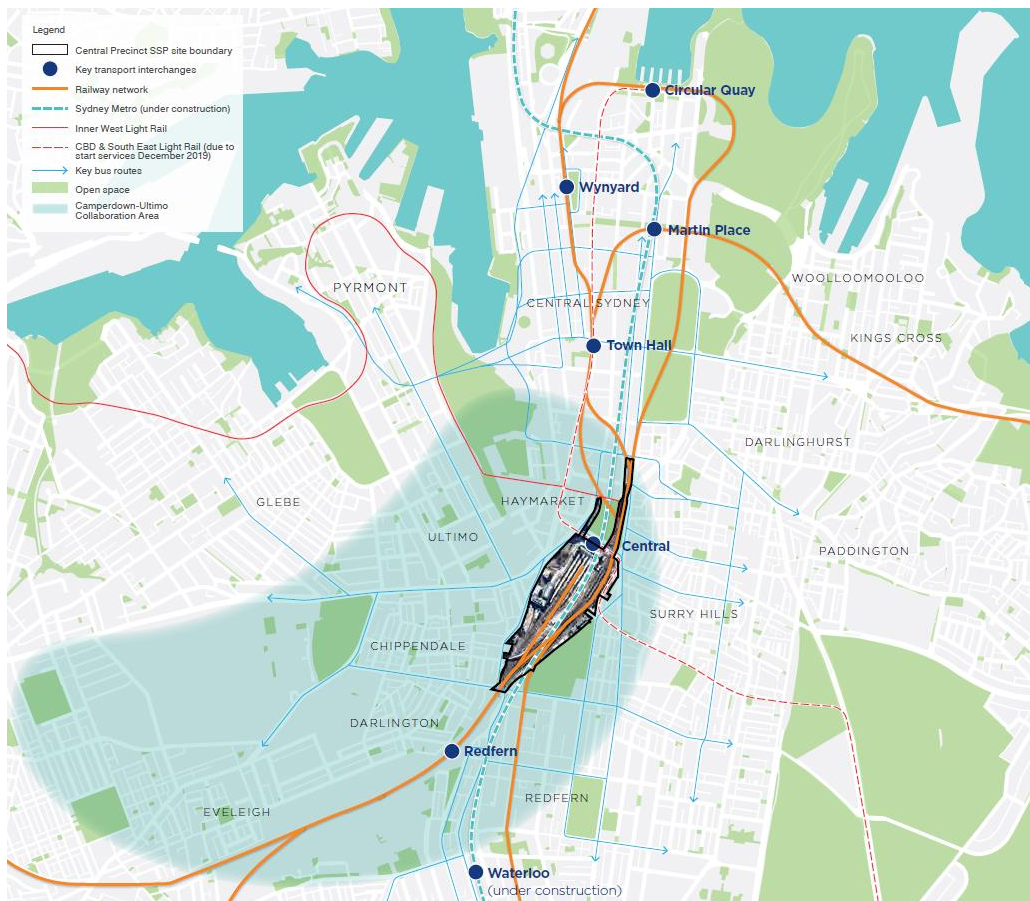 Legend
Central Precinct SSP site boundary
Key transport interchanges
Railway network
Sydney Metro (under construction)
Inner West Light Rail
CBD & South East Light Rail (due to
start services December 2019)
Key bus routes
Open space
Camperdown-Ultimo
Collaboration Area
Circular Quay
Wynyard
Martin Place
WOOLLOOMOOLOO
PYRMONT
CENTRAL SYDNEY
KINGS CROSS
Town Hall
DARLINGHURST
GLEBE
HAYMARKET
ULTIMO
Central
PADDINGTON
SURRY HILLS
CHIPPENDALE
DARLINGTON
Redfern
REDFERN
EVELEIGH
Waterloo
(under construction)